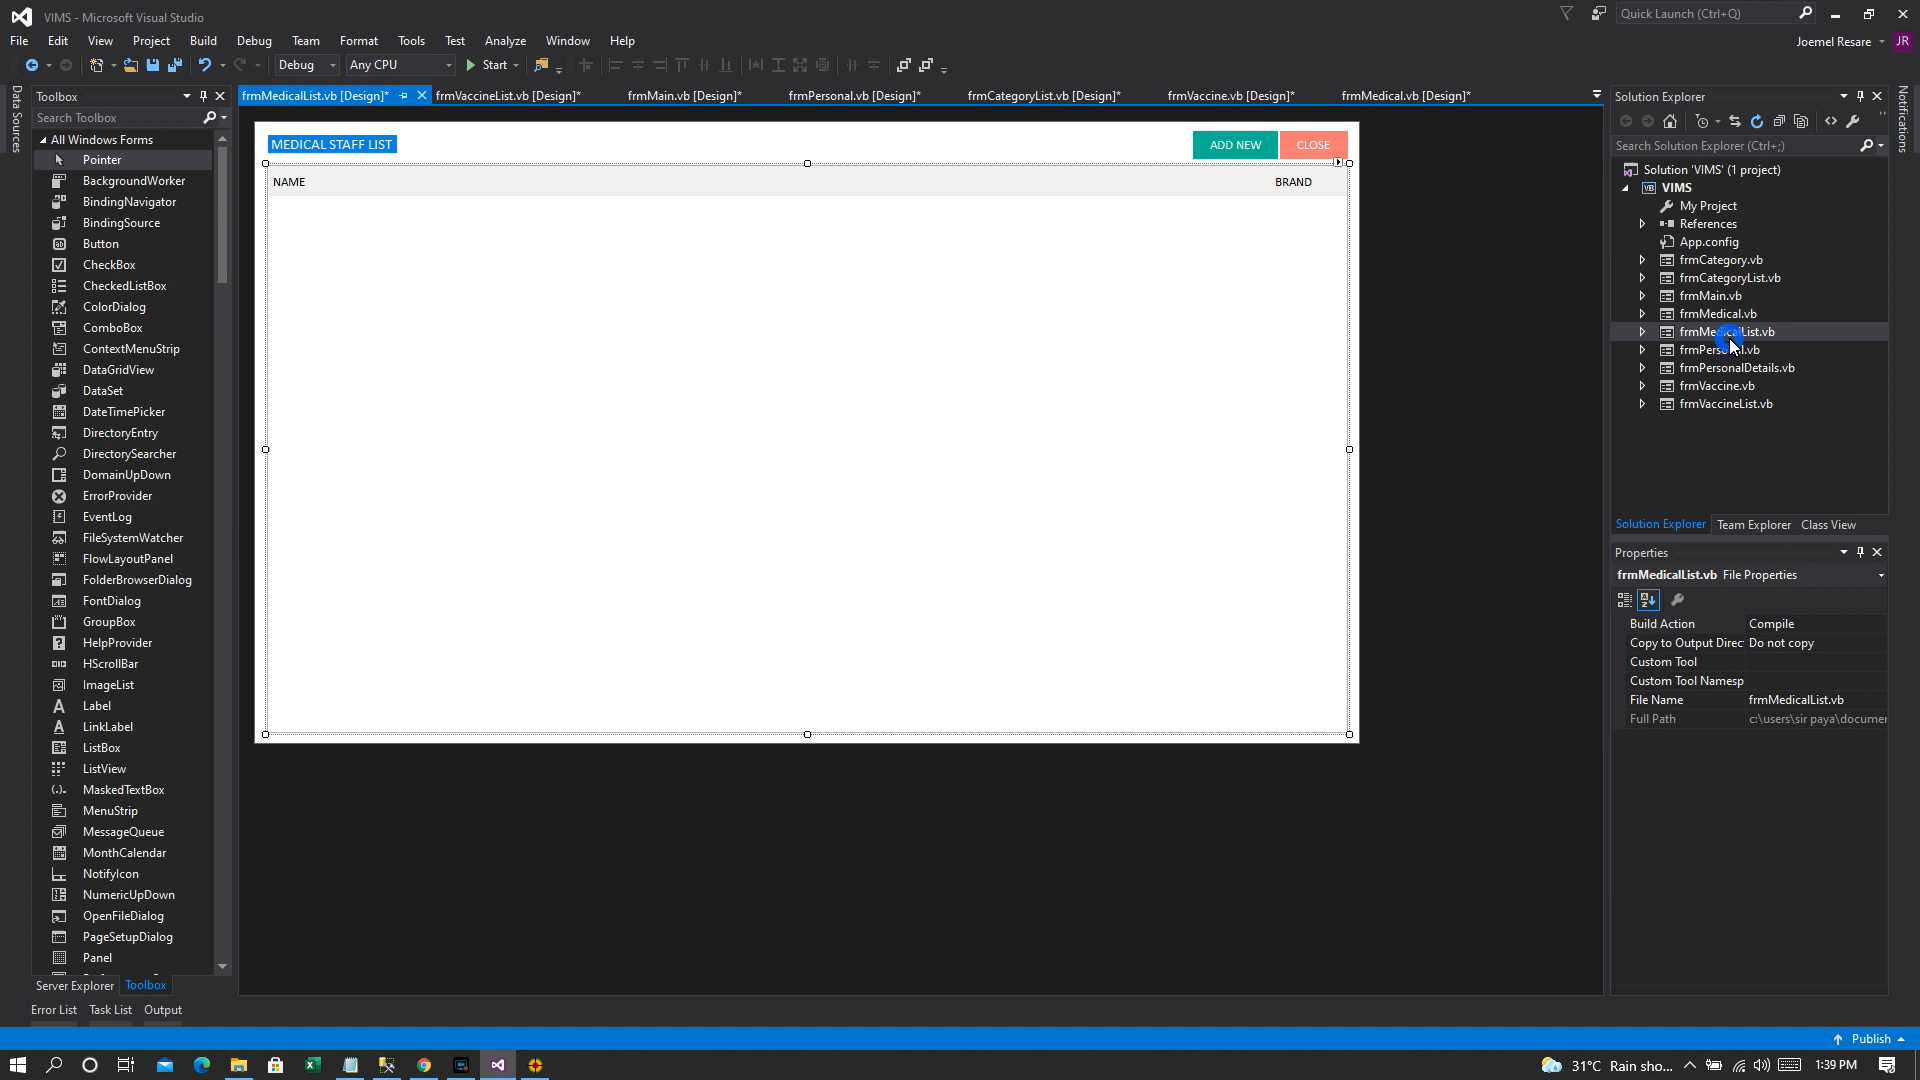 VIMS - Microsoft Visual Studio
Quick Launch (Ctrl+Q)
File Edit View Project Build Debug Team Format Tools Test Analyze Window Help
Joemel Resare JR
Debug Any CPU Start
Data Sources
Toolbox
Search Toolbox
All Windows Forms
Pointer
BackgroundWorker
BindingNavigator
BindingSource
Button
CheckBox
CheckedListBox
ColorDialog
ComboBox
ContextMenuStrip
DataGridView
DataSet
DateTimePicker
DirectoryEntry
DirectorySearcher
DomainUpDown
ErrorProvider
EventLog
FileSystemWatcher
FlowLayoutPanel
FolderBrowserDialog
FontDialog
GroupBox
HelpProvider
HScrollBar
ImageList
Label
LinkLabel
ListBox
ListView
MaskedTextBox
MenuStrip
MessageQueue
MonthCalendar
NotifyIcon
NumericUpDown
OpenFileDialog
PageSetupDialog
Panel
Server Explorer Toolbox
Error List Task List Output
frmMedicalList.vb [Design]* frmVaccineList.vb [Design]* frmMain.vb [Design]* frmPersonal.vb [Design]* frmCategoryList.vb [Design]* frmVaccine.vb [Design]* frmMedical.vb [Design]*
MEDICAL STAFF LIST
ADD NEW CLOSE
NAME BRAND
Solution Explorer
Search Solution Explorer (Ctrl+;)
Solution 'VIMS' (1 project)
VB VIMS
My Project
References
App.config
frmCategory.vb
frmCategoryList.vb
frmMain.vb
frmMedical.vb
frmMedicalList.vb
frmPersonal.vb
frmPersonalDetails.vb
frmVaccine.vb
frmVaccineList.vb
Solution Explorer Team Explorer Class View
Properties
frmMedicalList.vb File Properties
Build Action Compile
Copy to Output Direc Do not copy
Custom Tool
Custom Tool Namesp
File Name frmMedicalList.vb
Full Path c:\users\sir paya\documer
Notifications
Publish
31°C Rain sho... 1:39 PM